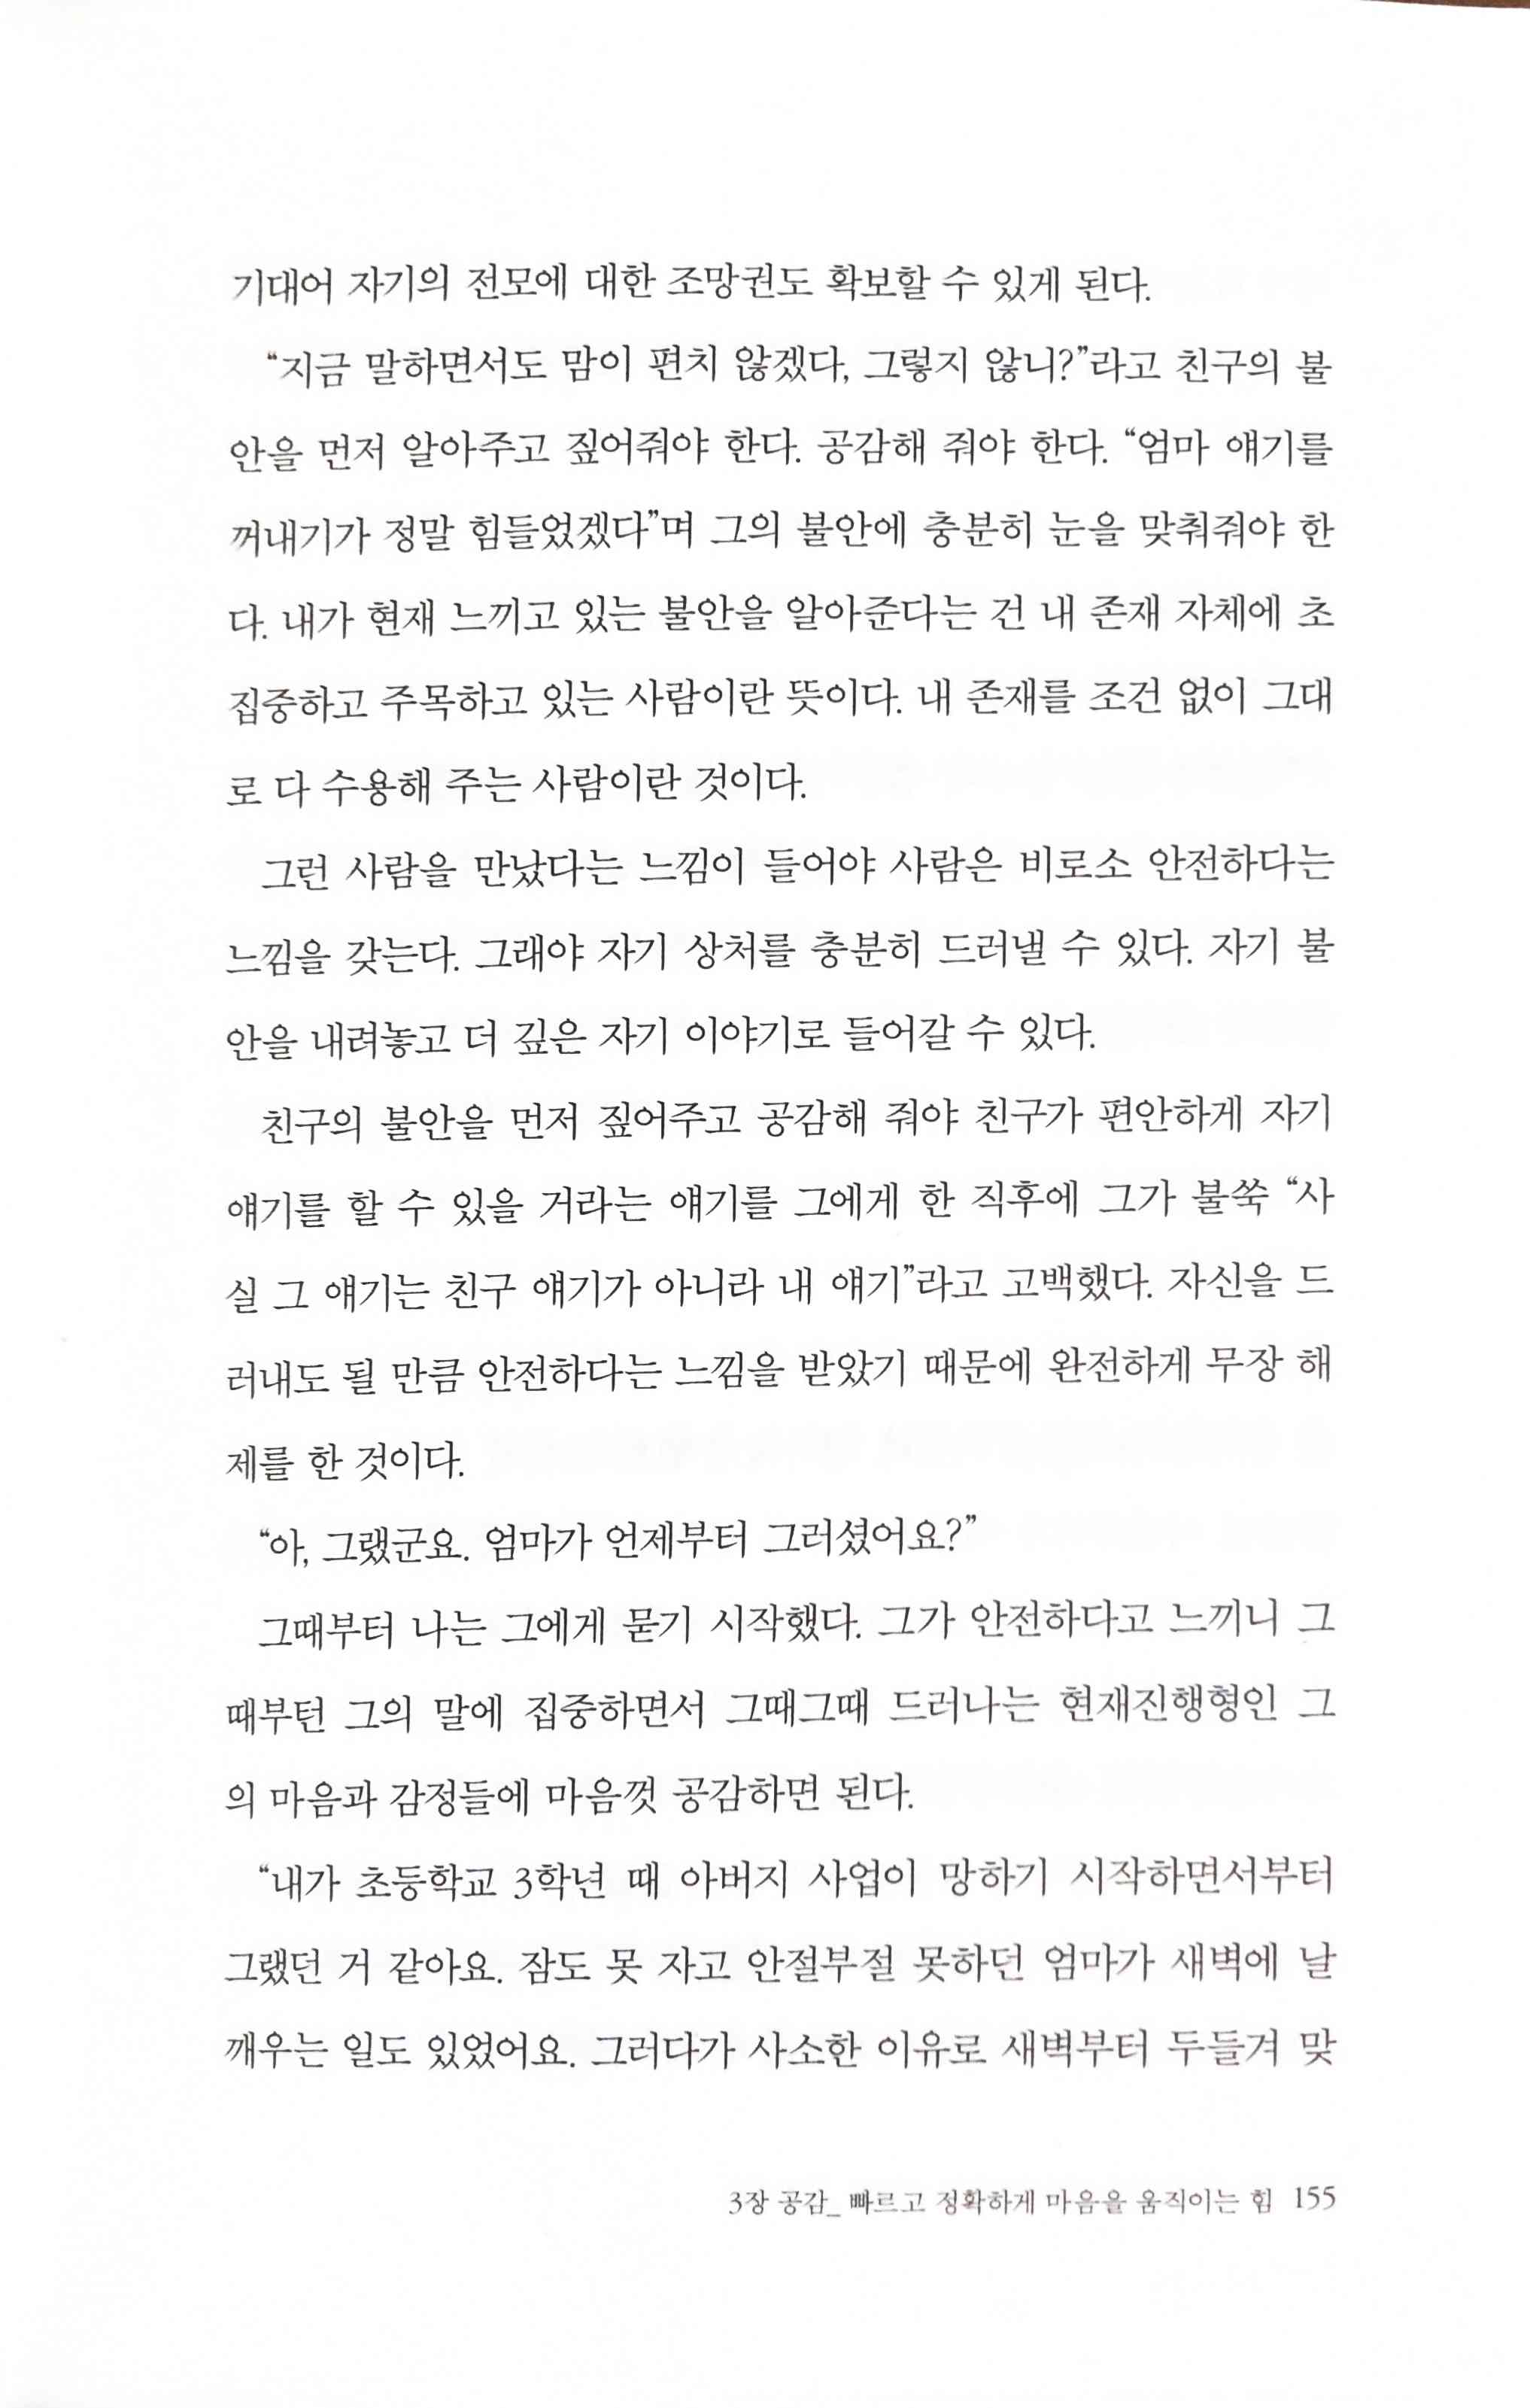 기대어 자기의 전모에 대한 조망권도 확보할 수 있게 된다.
“지금 말하면서도 맘이 편치 않겠다, 그렇지 않니?”라고 친구의 불
안을 먼저 알아주고 짚어줘야 한다. 공감해 줘야 한다. “엄마 얘기를
꺼내기가 정말 힘들었겠다”며 그의 불안에 충분히 눈을 맞춰줘야 한
다. 내가 현재 느끼고 있는 불안을 알아준다는 건 내 존재 자체에 초
집중하고 주목하고 있는 사람이란 뜻이다. 내 존재를 조건 없이 그대
로 다 수용해 주는 사람이란 것이다.
그런 사람을 만났다는 느낌이 들어야 사람은 비로소 안전하다는
느낌을 갖는다. 그래야 자기 상처를 충분히 드러낼 수 있다. 자기 불
안을 내려놓고 더 깊은 자기 이야기로 들어갈 수 있다.
친구의 불안을 먼저 짚어주고 공감해 줘야 친구가 편안하게 자기
얘기를 할 수 있을 거라는 얘기를 그에게 한 직후에 그가 불쑥 “사
실 그 얘기는 친구 얘기가 아니라 내 얘기”라고 고백했다. 자신을 드
러내도 될 만큼 안전하다는 느낌을 받았기 때문에 완전하게 무장 해
제를 한 것이다.
“아, 그랬군요. 엄마가 언제부터 그러셨어요?”
그때부터 나는 그에게 묻기 시작했다. 그가 안전하다고 느끼니 그
때부턴 그의 말에 집중하면서 그때그때 드러나는 현재진행형인 그
의 마음과 감정들에 마음껏 공감하면 된다.
“내가 초등학교 3학년 때 아버지 사업이 망하기 시작하면서부터
그랬던 거 같아요. 잠도 못 자고 안절부절 못하던 엄마가 새벽에 날
깨우는 일도 있었어요. 그러다가 사소한 이유로 새벽부터 두들겨 맞
3장 공감_ 빠르고 정확하게 마음을 움직이는 힘 155